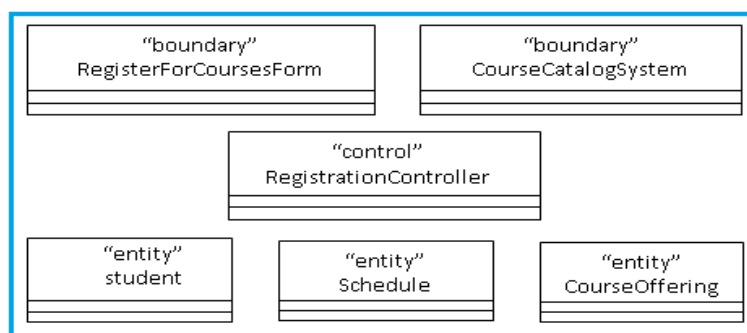 “boundary”
RegisterForCoursesForm
“boundary”
CourseCatalogSystem
“control”
RegistrationController
“entity”
student
“entity”
Schedule
“entity”
CourseOffering